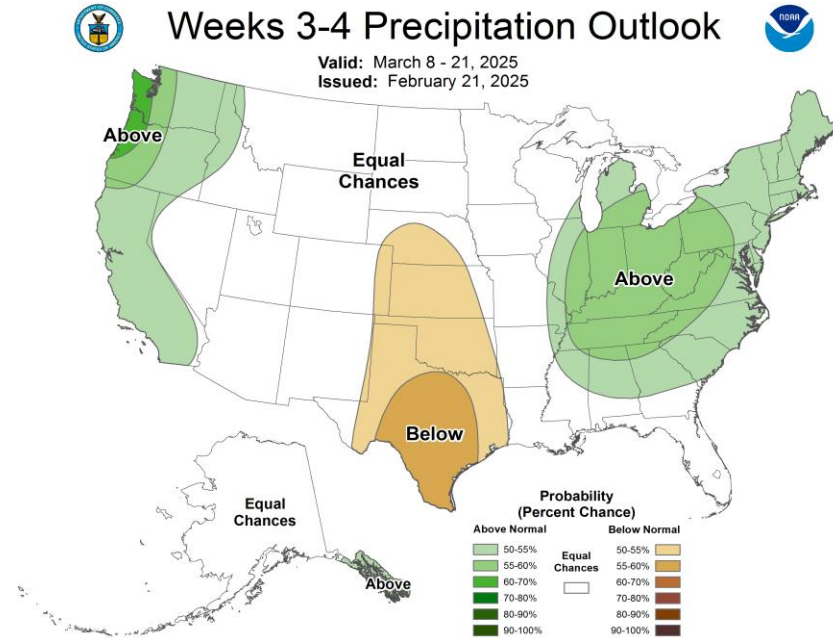 Weeks 3-4 Precipitation Outlook
NOAA
Valid: March 8 - 21, 2025
Issued: February 21, 2025
Above
Equal
Chances
Above
Below
Equal
Chances
Above
Probability
(Percent Chance)
Above Normal
Below Normal
50-55%
55-60%
60-70%
70-80%
80-90%
90-100%
Equal
Chances
50-55%
55-60%
60-70%
70-80%
80-90%
90-100%